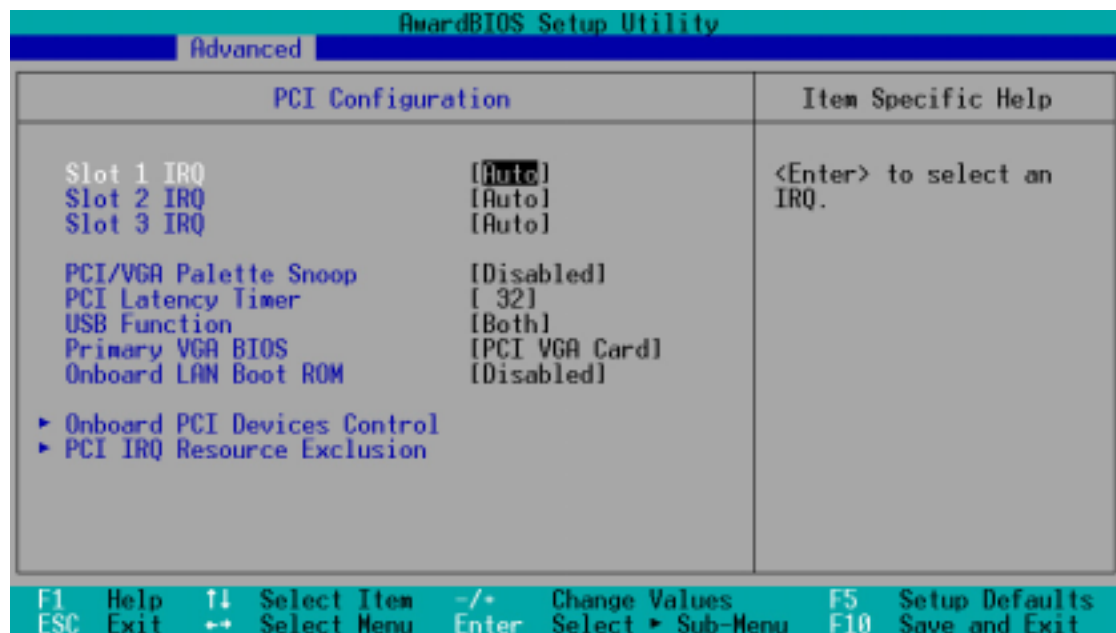 AwardBIOS Setup Utility
Advanced
PCI Configuration
Item Specific Help
Slot 1 IRQ [Auto]
Slot 2 IRQ [Auto]
Slot 3 IRQ [Auto]
PCI/VGA Palette Snoop [Disabled]
PCI Latency Timer [ 32]
USB Function [Both]
Primary VGA BIOS [PCI VGA Card]
Onboard LAN Boot ROM [Disabled]
▸ Onboard PCI Devices Control
▸ PCI IRQ Resource Exclusion
<Enter> to select an
IRQ.
F1 Help ↑↓ Select Item -/+ Change Values F5 Setup Defaults
ESC Exit ←→ Select Menu Enter Select ▸ Sub-Menu F10 Save and Exit